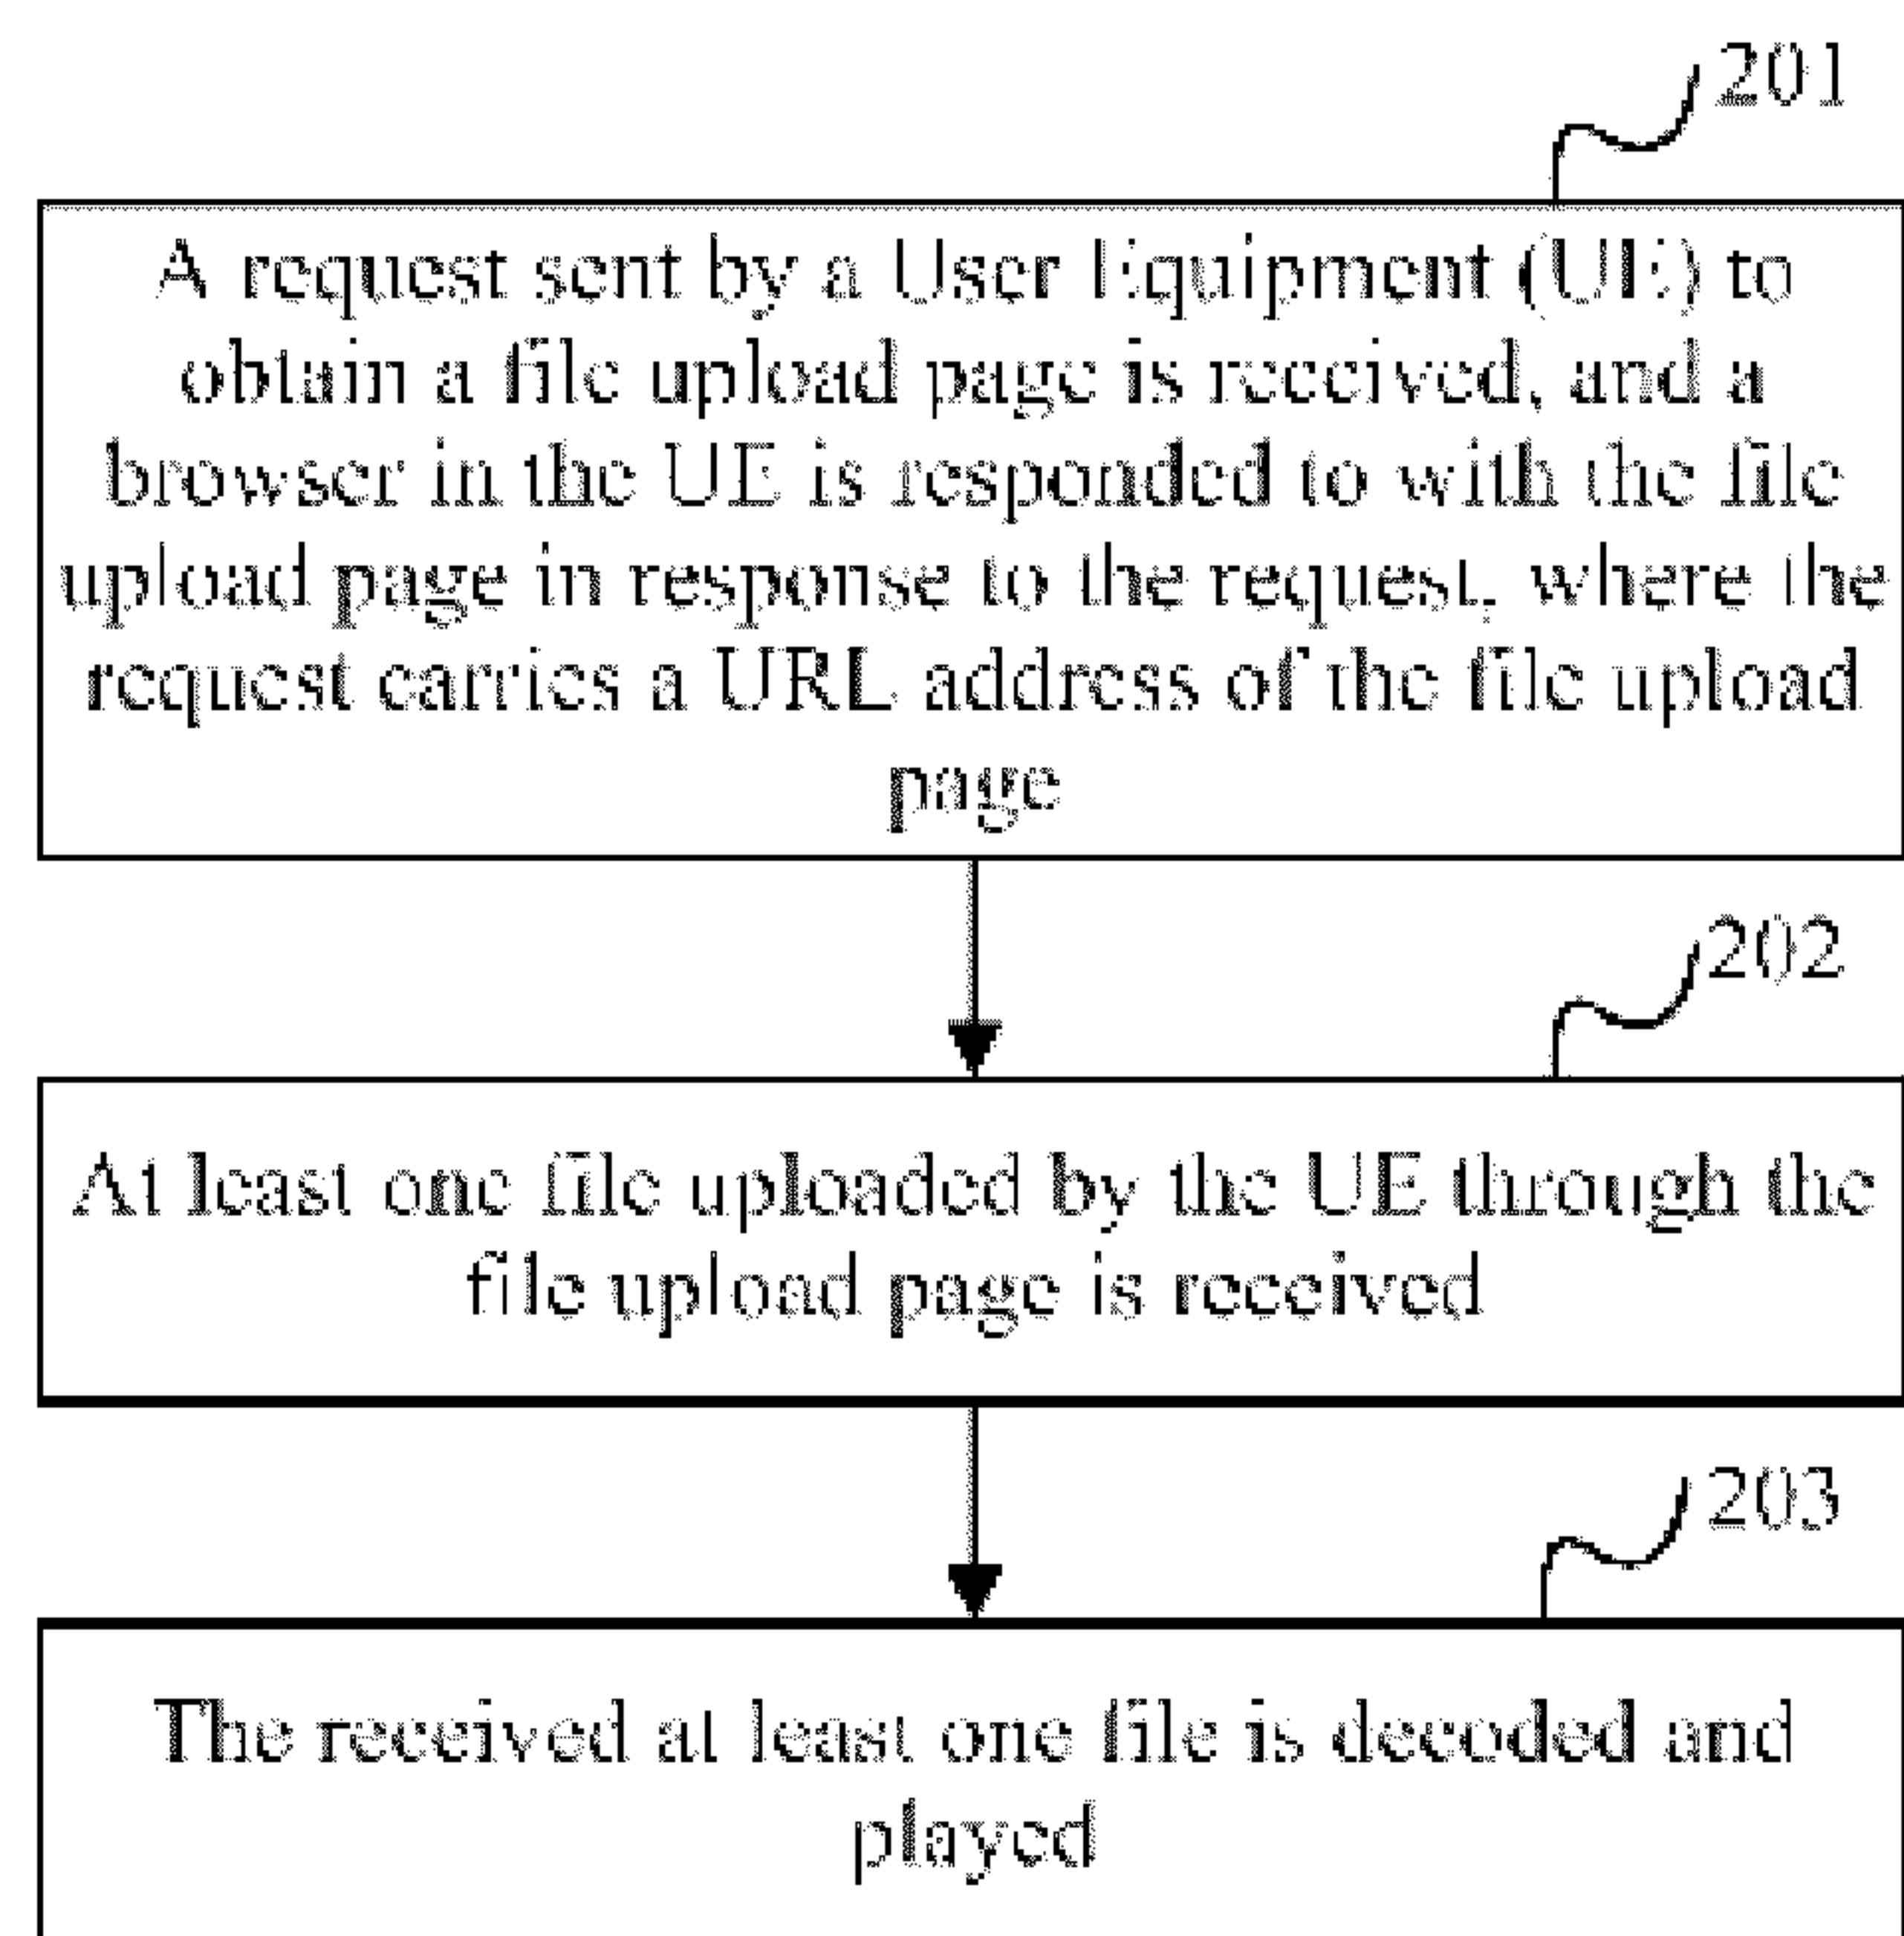 201
A request sent by a User Equipment (UE) to
obtain a file upload page is received, and a
browser in the UE is responded to with the file
upload page in response to the request, where the
request carries a URL address of the file upload
page
202
At least one file uploaded by the UE through the
file upload page is received
203
The received at least one file is decoded and
played